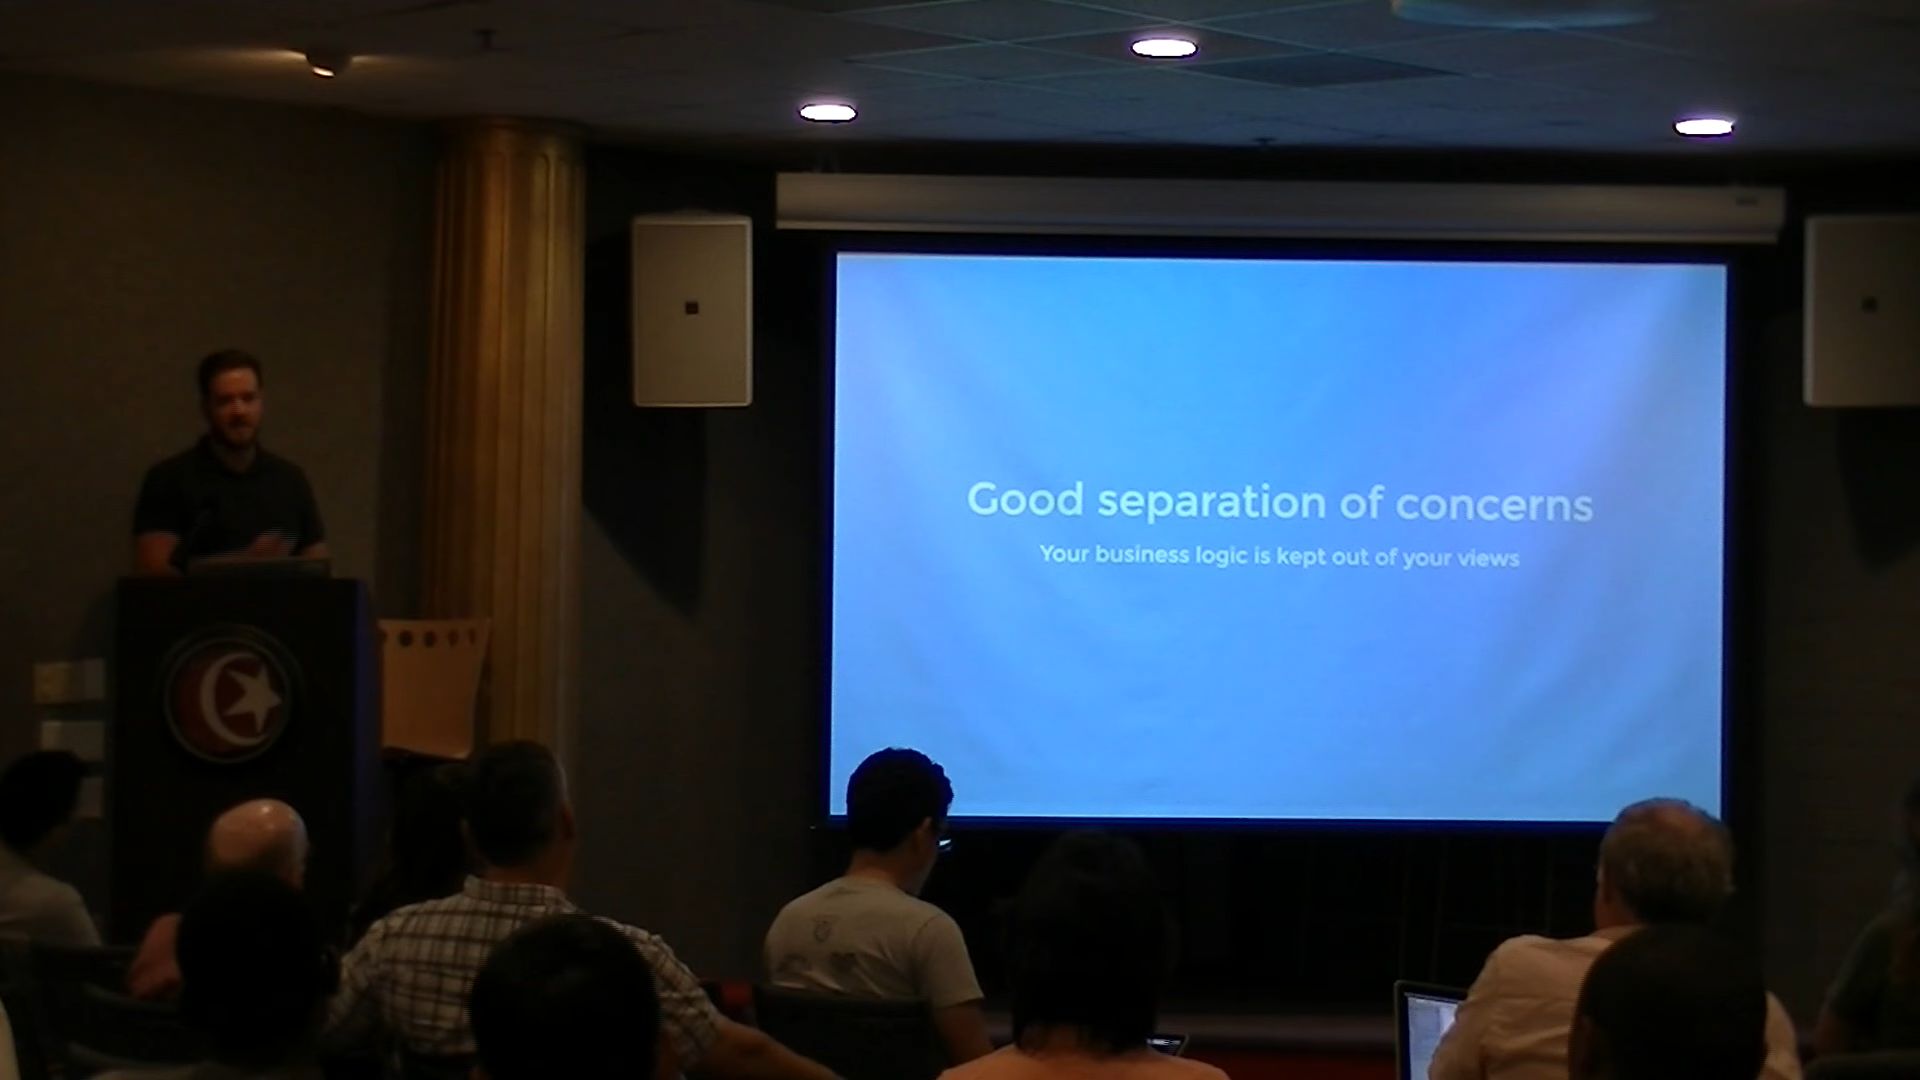 Good separation of concerns
Your business logic is kept out of your views